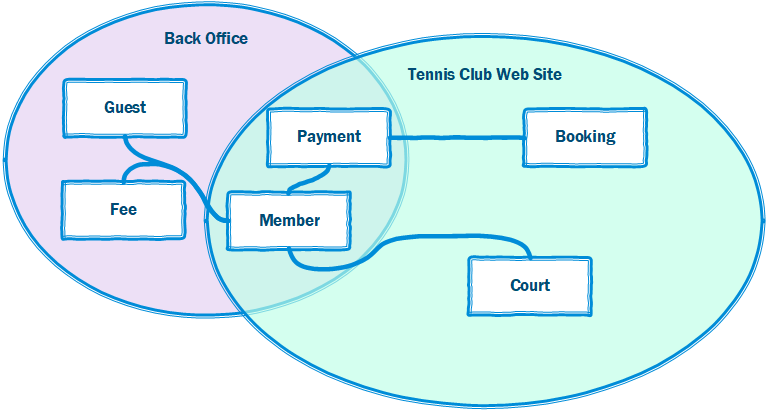 Back Office
Tennis Club Web Site
Guest
Payment
Booking
Fee
Member
Court